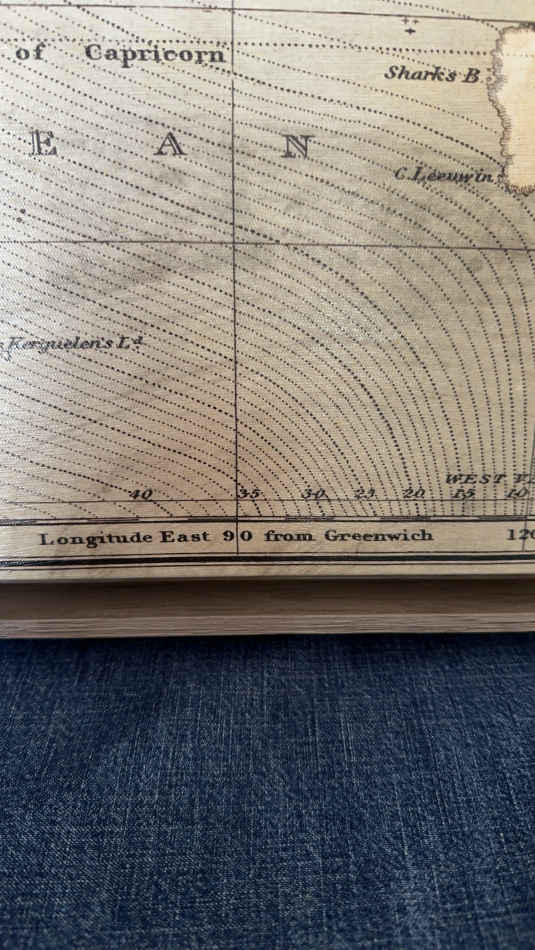 of Capricorn
Shark's B.
E A N
C. Leeuwin
Kerguelen's Ld
WEST
40 35 30 25 20 15 10
Longitude East 90 from Greenwich 120